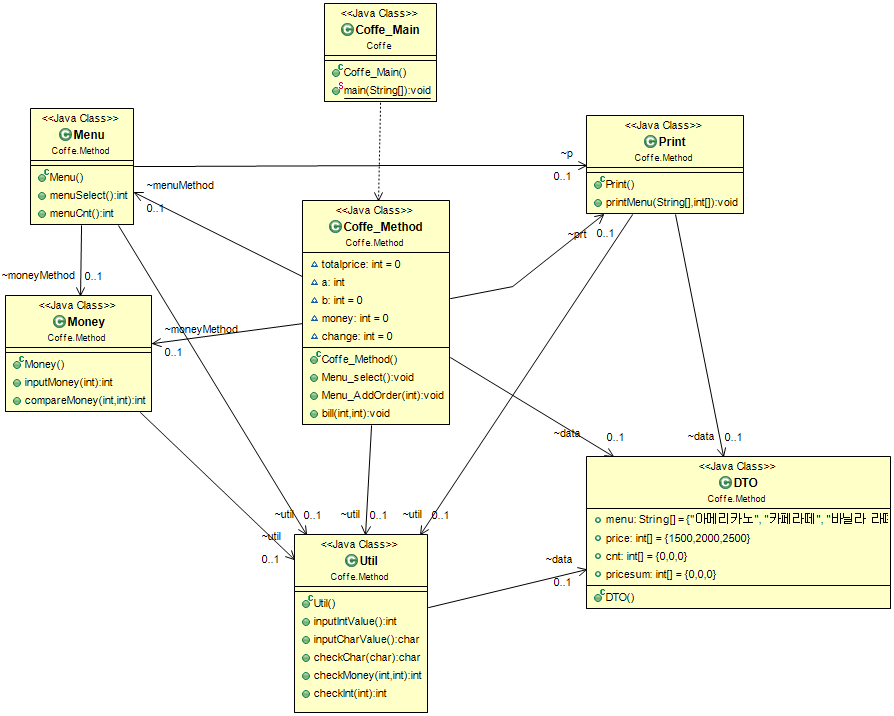 <<Java Class>>
Coffe_Main
Coffe
Coffe_Main()
main(String[]):void
<<Java Class>>
Menu
Coffe.Method
Menu()
menuSelect():int
menuCnt():int
<<Java Class>>
Print
Coffe.Method
Print()
printMenu(String[],int[]):void
~p
0..1
~menuMethod
0..1
<<Java Class>>
Coffe_Method
Coffe.Method
totalprice: int = 0
a: int
b: int = 0
money: int = 0
change: int = 0
Coffe_Method()
Menu_select():void
Menu_AddOrder(int):void
bill(int,int):void
~prt
0..1
~moneyMethod
0..1
<<Java Class>>
Money
Coffe.Method
Money()
inputMoney(int):int
compareMoney(int,int):int
~moneyMethod
0..1
~data
0..1
~data
0..1
<<Java Class>>
DTO
Coffe.Method
menu: String[] = {"아메리카노", "카페라떼", "바닐라 라떼
price: int[] = {1500,2000,2500}
cnt: int[] = {0,0,0}
pricesum: int[] = {0,0,0}
DTO()
~util
0..1
~util
0..1
~util
0..1
~util
0..1
<<Java Class>>
Util
Coffe.Method
Util()
inputIntValue():int
inputCharValue():char
checkChar(char):char
checkMoney(int,int):int
checkInt(int):int
~data
0..1